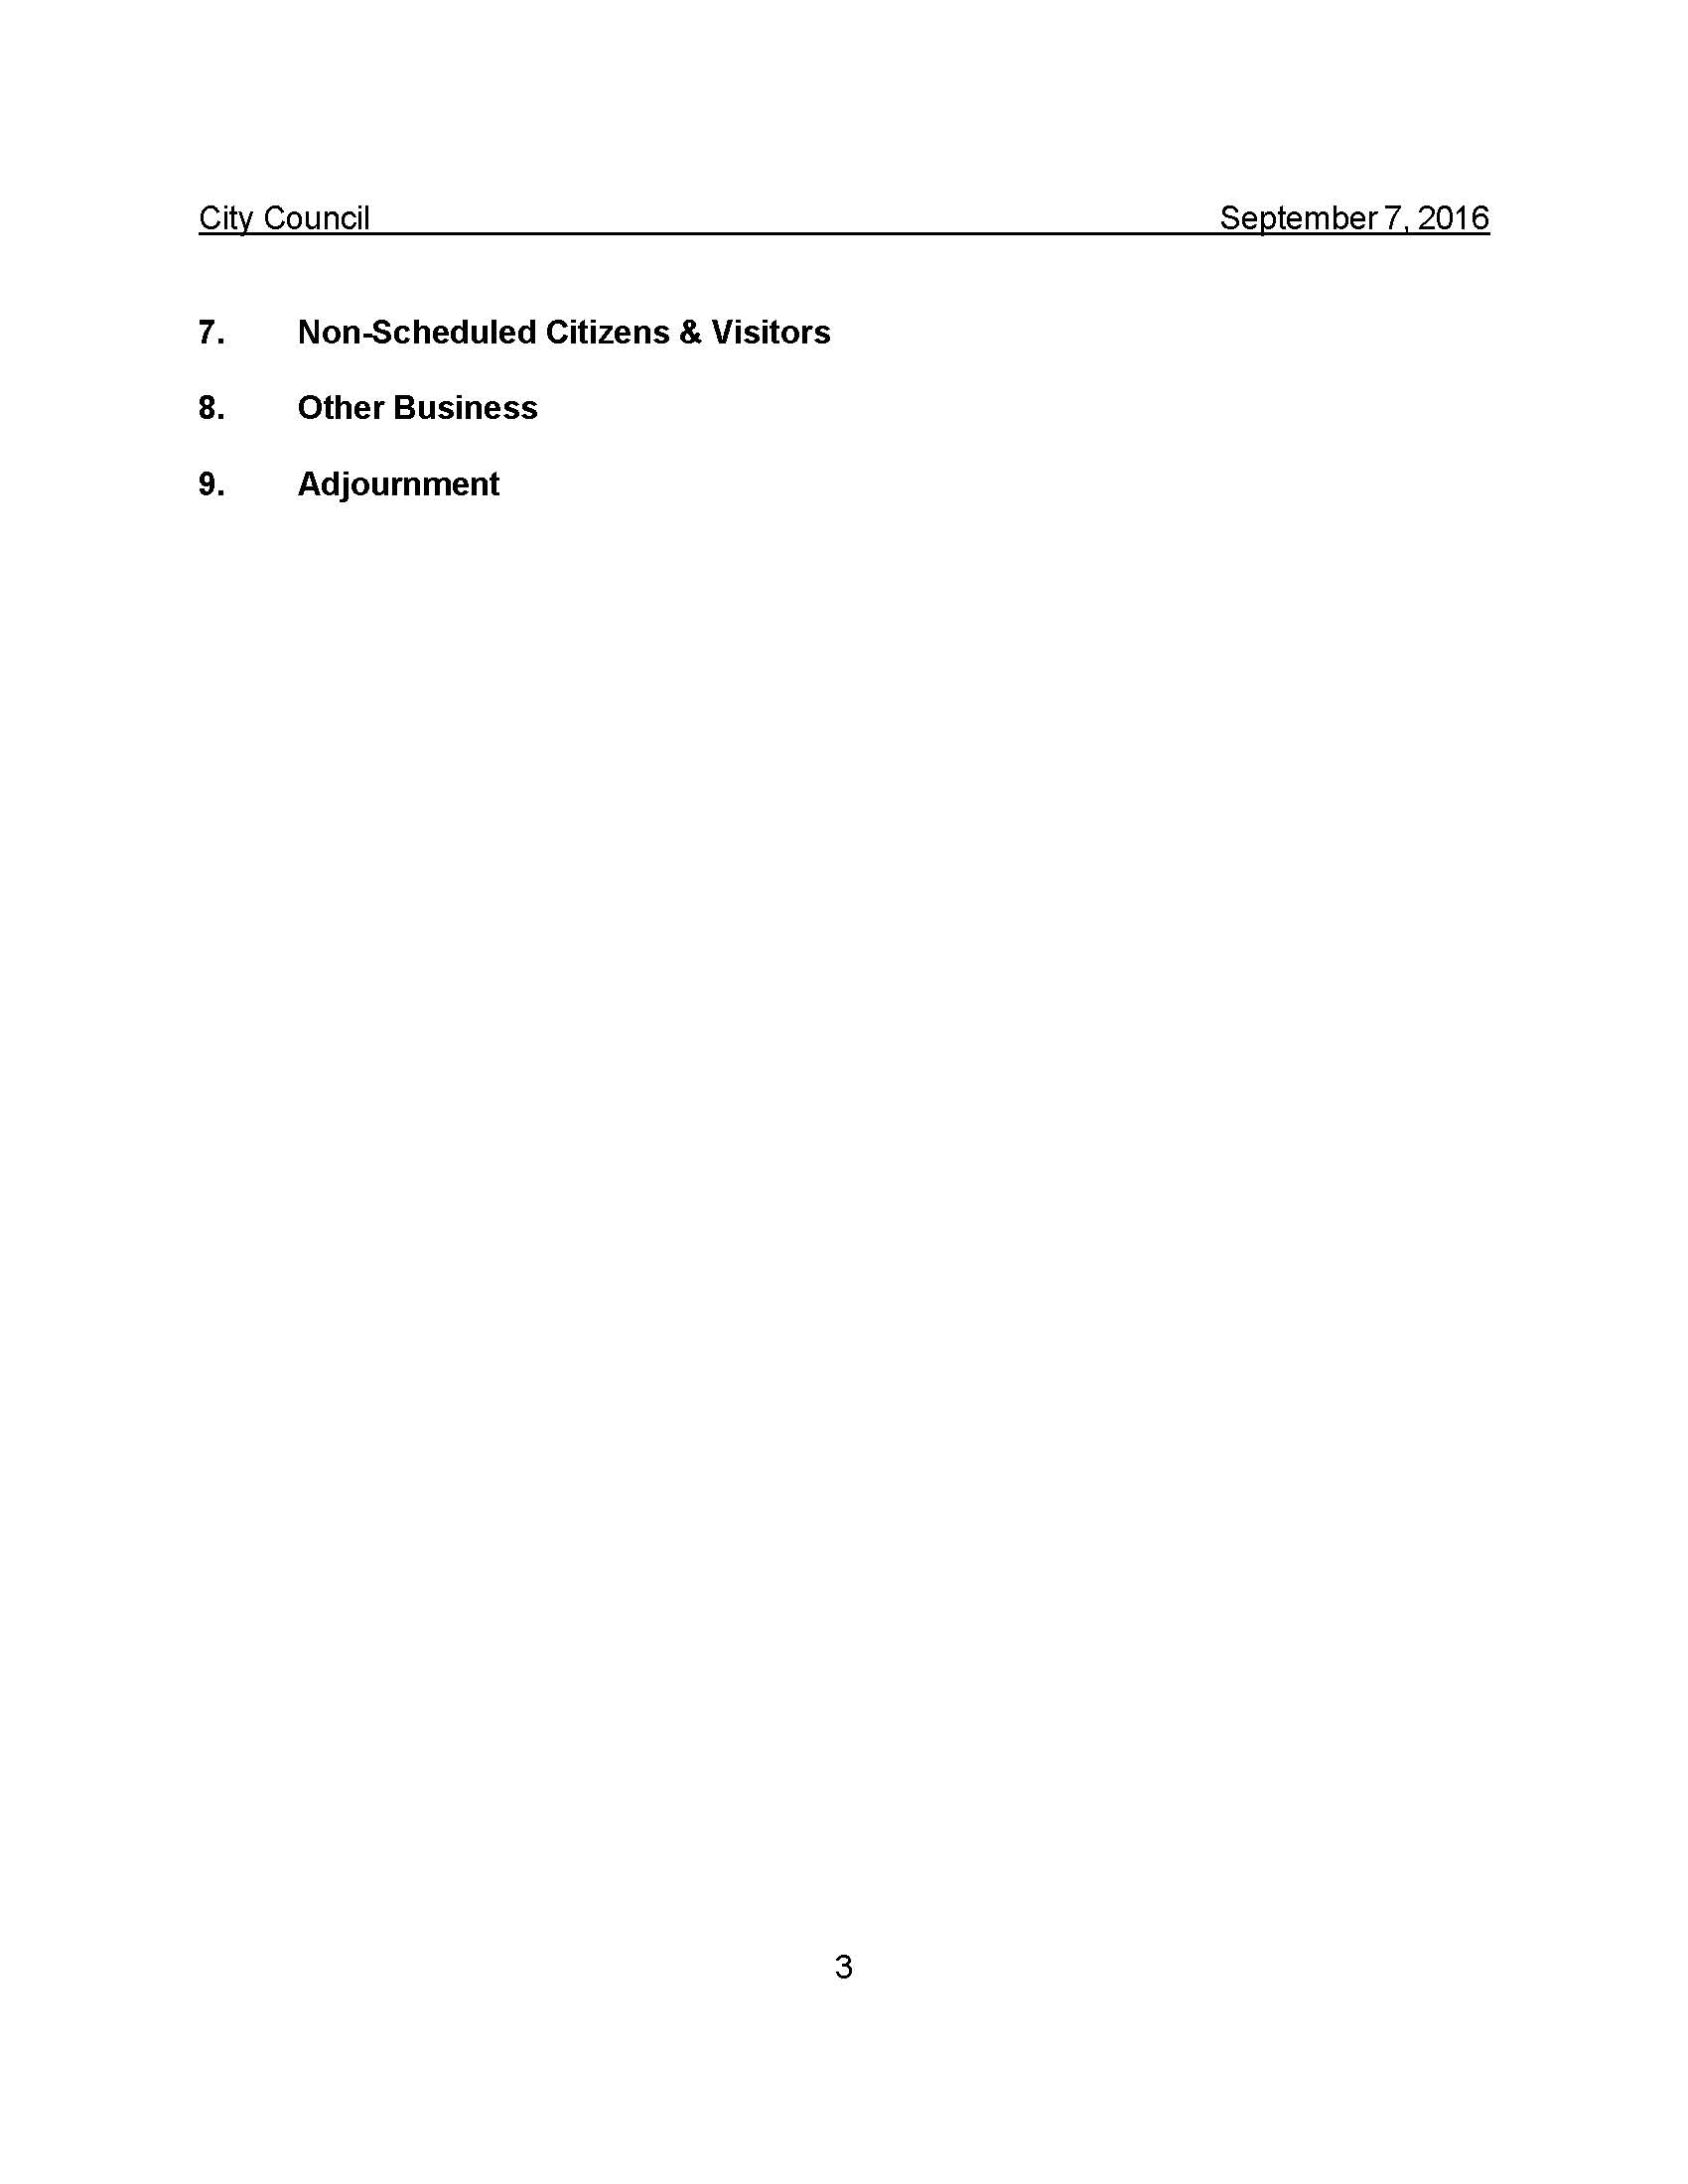 City Council September 7, 2016
7. Non-Scheduled Citizens & Visitors
8. Other Business
9. Adjournment
3